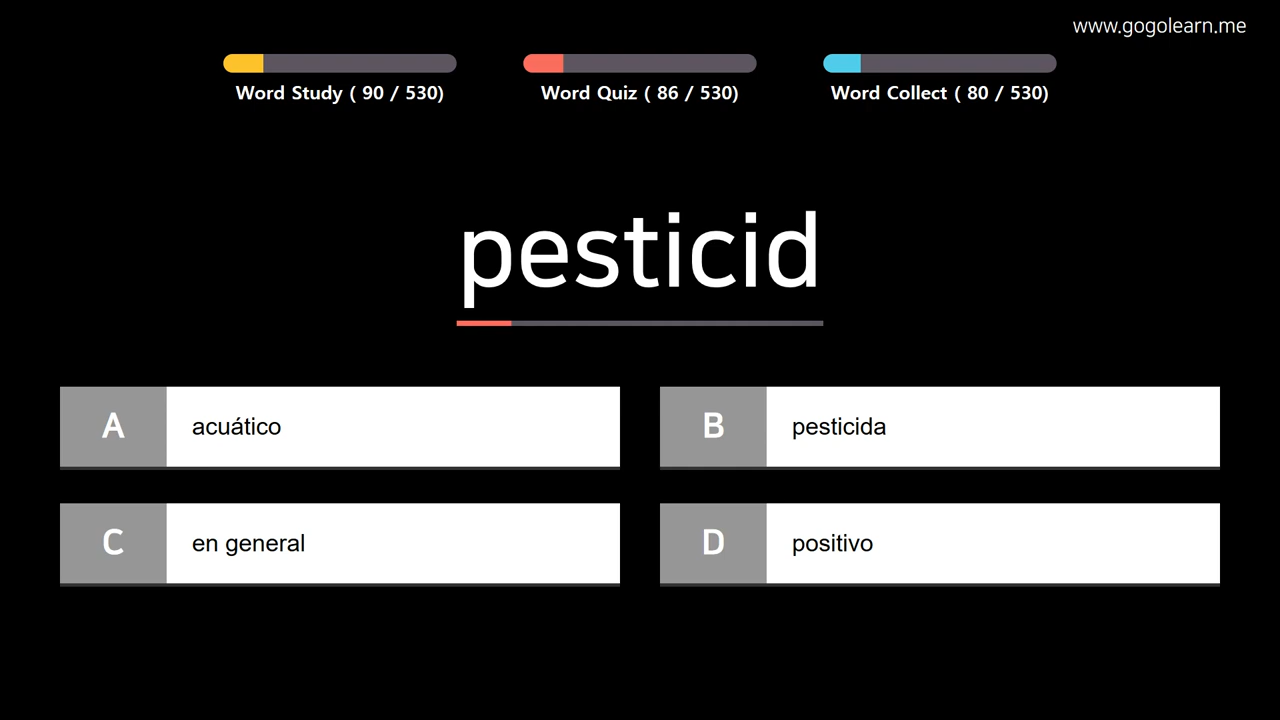 www.gogolearn.me
Word Study ( 90 / 530)
Word Quiz ( 86 / 530)
Word Collect ( 80 / 530)
pesticid
A
acuático
B
pesticida
C
en general
D
positivo